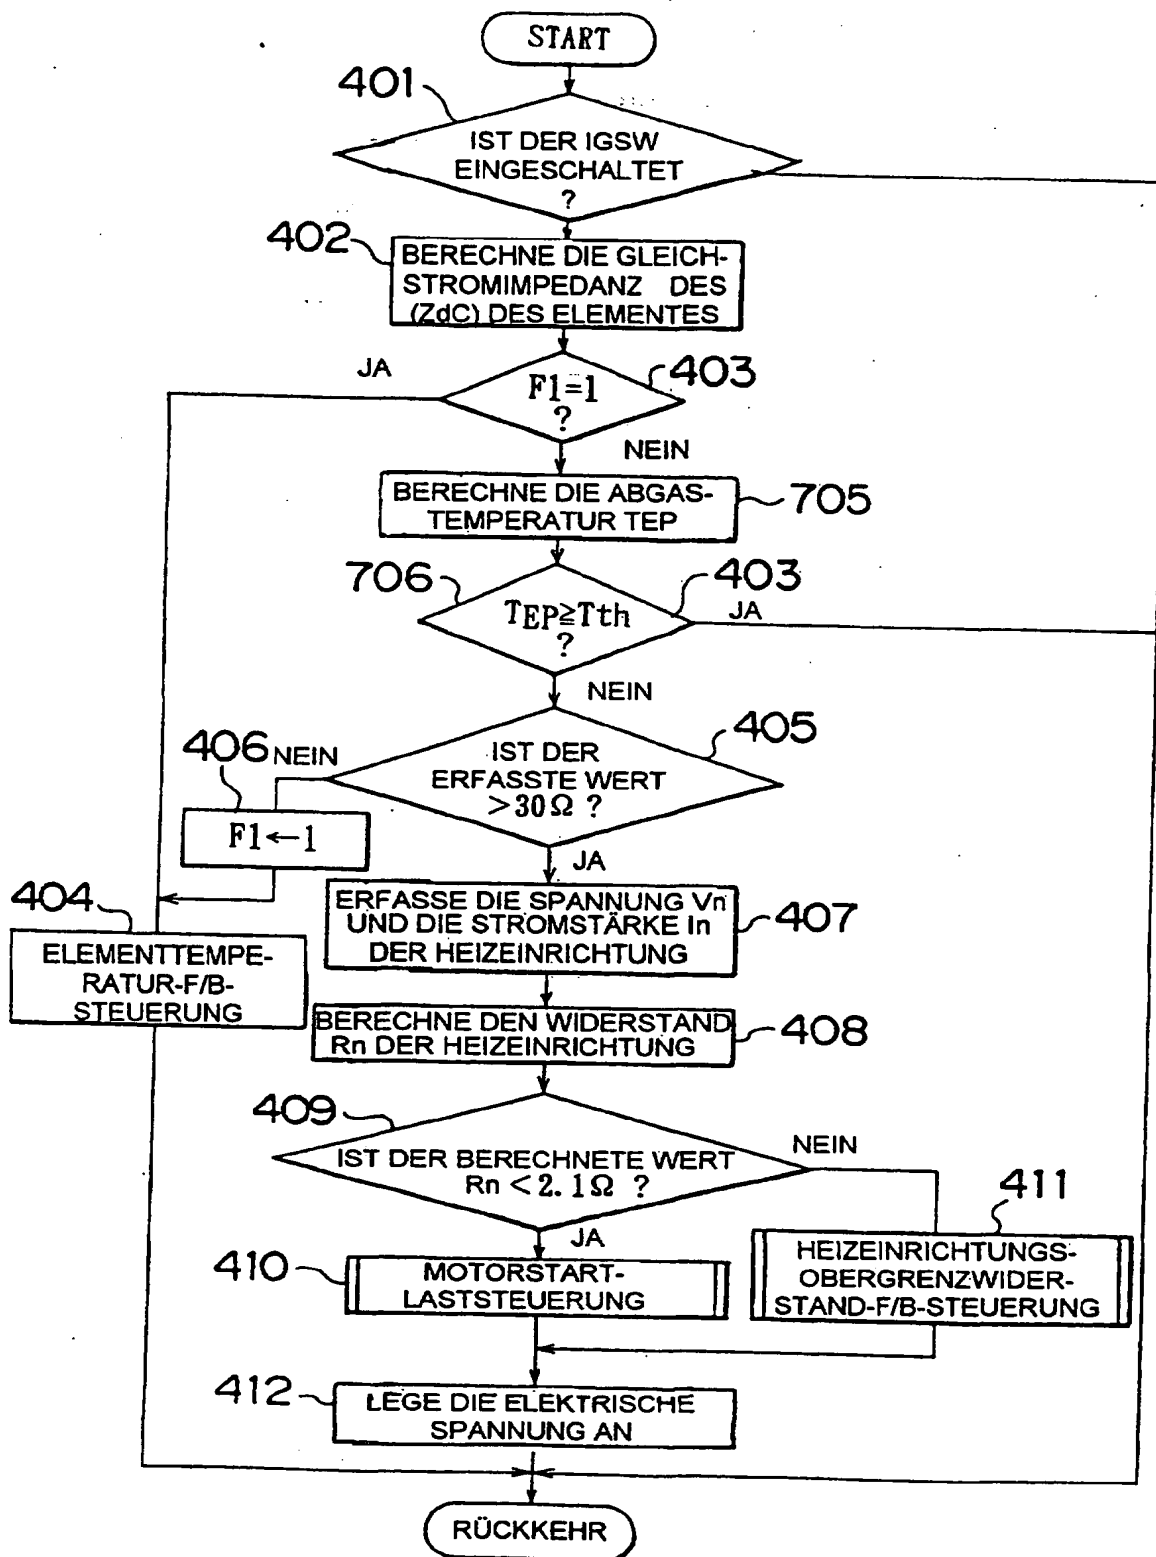 START
401
IST DER IGSW
EINGESCHALTET
?
402
BERECHNE DIE GLEICH-
STROMIMPEDANZ DES
(ZdC) DES ELEMENTES
JA
403
F1=1
?
NEIN
BERECHNE DIE ABGAS-
TEMPERATUR TEP
705
706
403
TEP≧Tth
?
JA
NEIN
405
IST DER
ERFASSTE WERT
>30Ω ?
406
NEIN
F1←1
JA
404
ELEMENTTEMPE-
RATUR-F/B-
STEUERUNG
ERFASSE DIE SPANNUNG Vn
UND DIE STROMSTÄRKE In
DER HEIZEINRICHTUNG
407
BERECHNE DEN WIDERSTAND
Rn DER HEIZEINRICHTUNG
408
409
IST DER BERECHNETE WERT
Rn < 2.1Ω ?
NEIN
JA
411
410
MOTORSTART-
LASTSTEUERUNG
HEIZEINRICHTUNGS-
OBERGRENZWIDER-
STAND-F/B-STEUERUNG
412
LEGE DIE ELEKTRISCHE
SPANNUNG AN
RÜCKKEHR